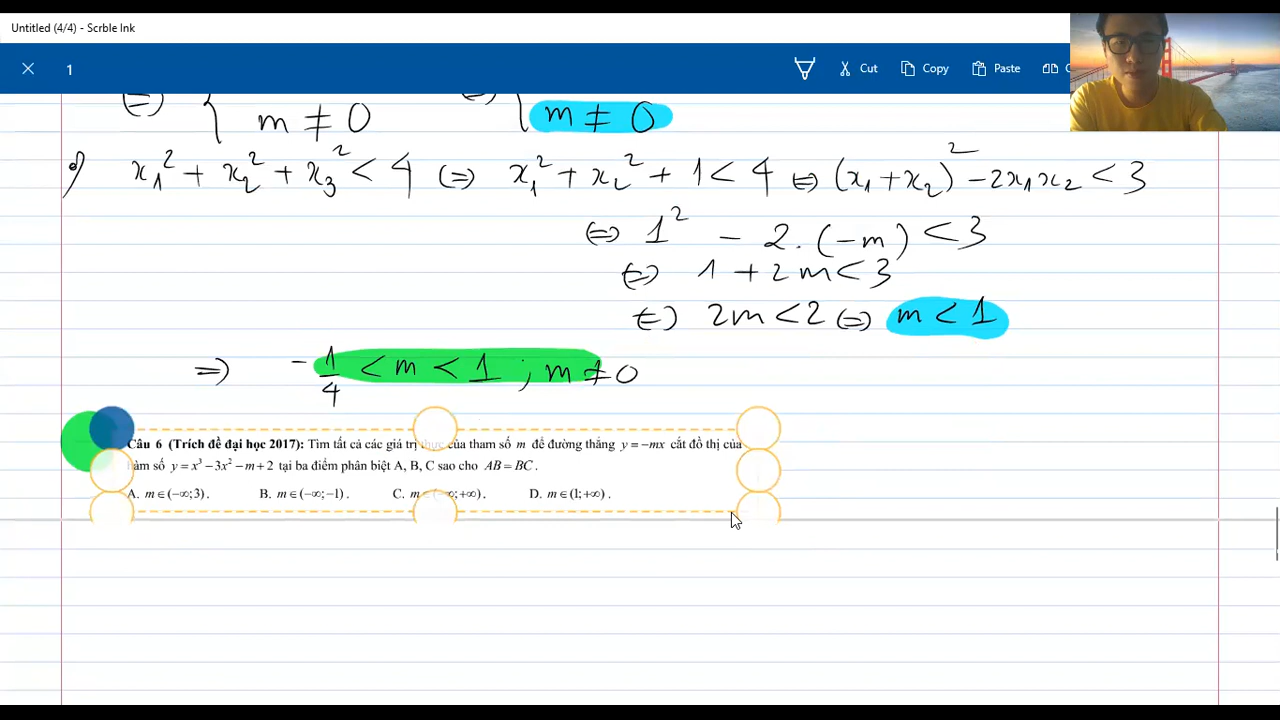 Untitled (4/4) - Scrble Ink
1 Cut Copy Paste
⇔ { m ≠ 0 ⇔ { m ≠ 0
x₁² + x₂² + x₃² < 4 ⇔ x₁² + x₂² + 1 < 4 ⇔ (x₁ + x₂)² - 2x₁x₂ < 3
⇔ 1² - 2.(-m) < 3
⇔ 1 + 2m < 3
⇔ 2m < 2 ⇔ m < 1
⇒ -1/4 < m < 1 ; m ≠ 0
Câu 6 (Trích đề đại học 2017): Tìm tất cả các giá trị thực của tham số m để đường thẳng y = -mx cắt đồ thị của
hàm số y = x³ - 3x² - m + 2 tại ba điểm phân biệt A, B, C sao cho AB = BC .
A. m ∈ (-∞;3). B. m ∈ (-∞;-1). C. m ∈ (-∞;+∞). D. m ∈ (1;+∞).